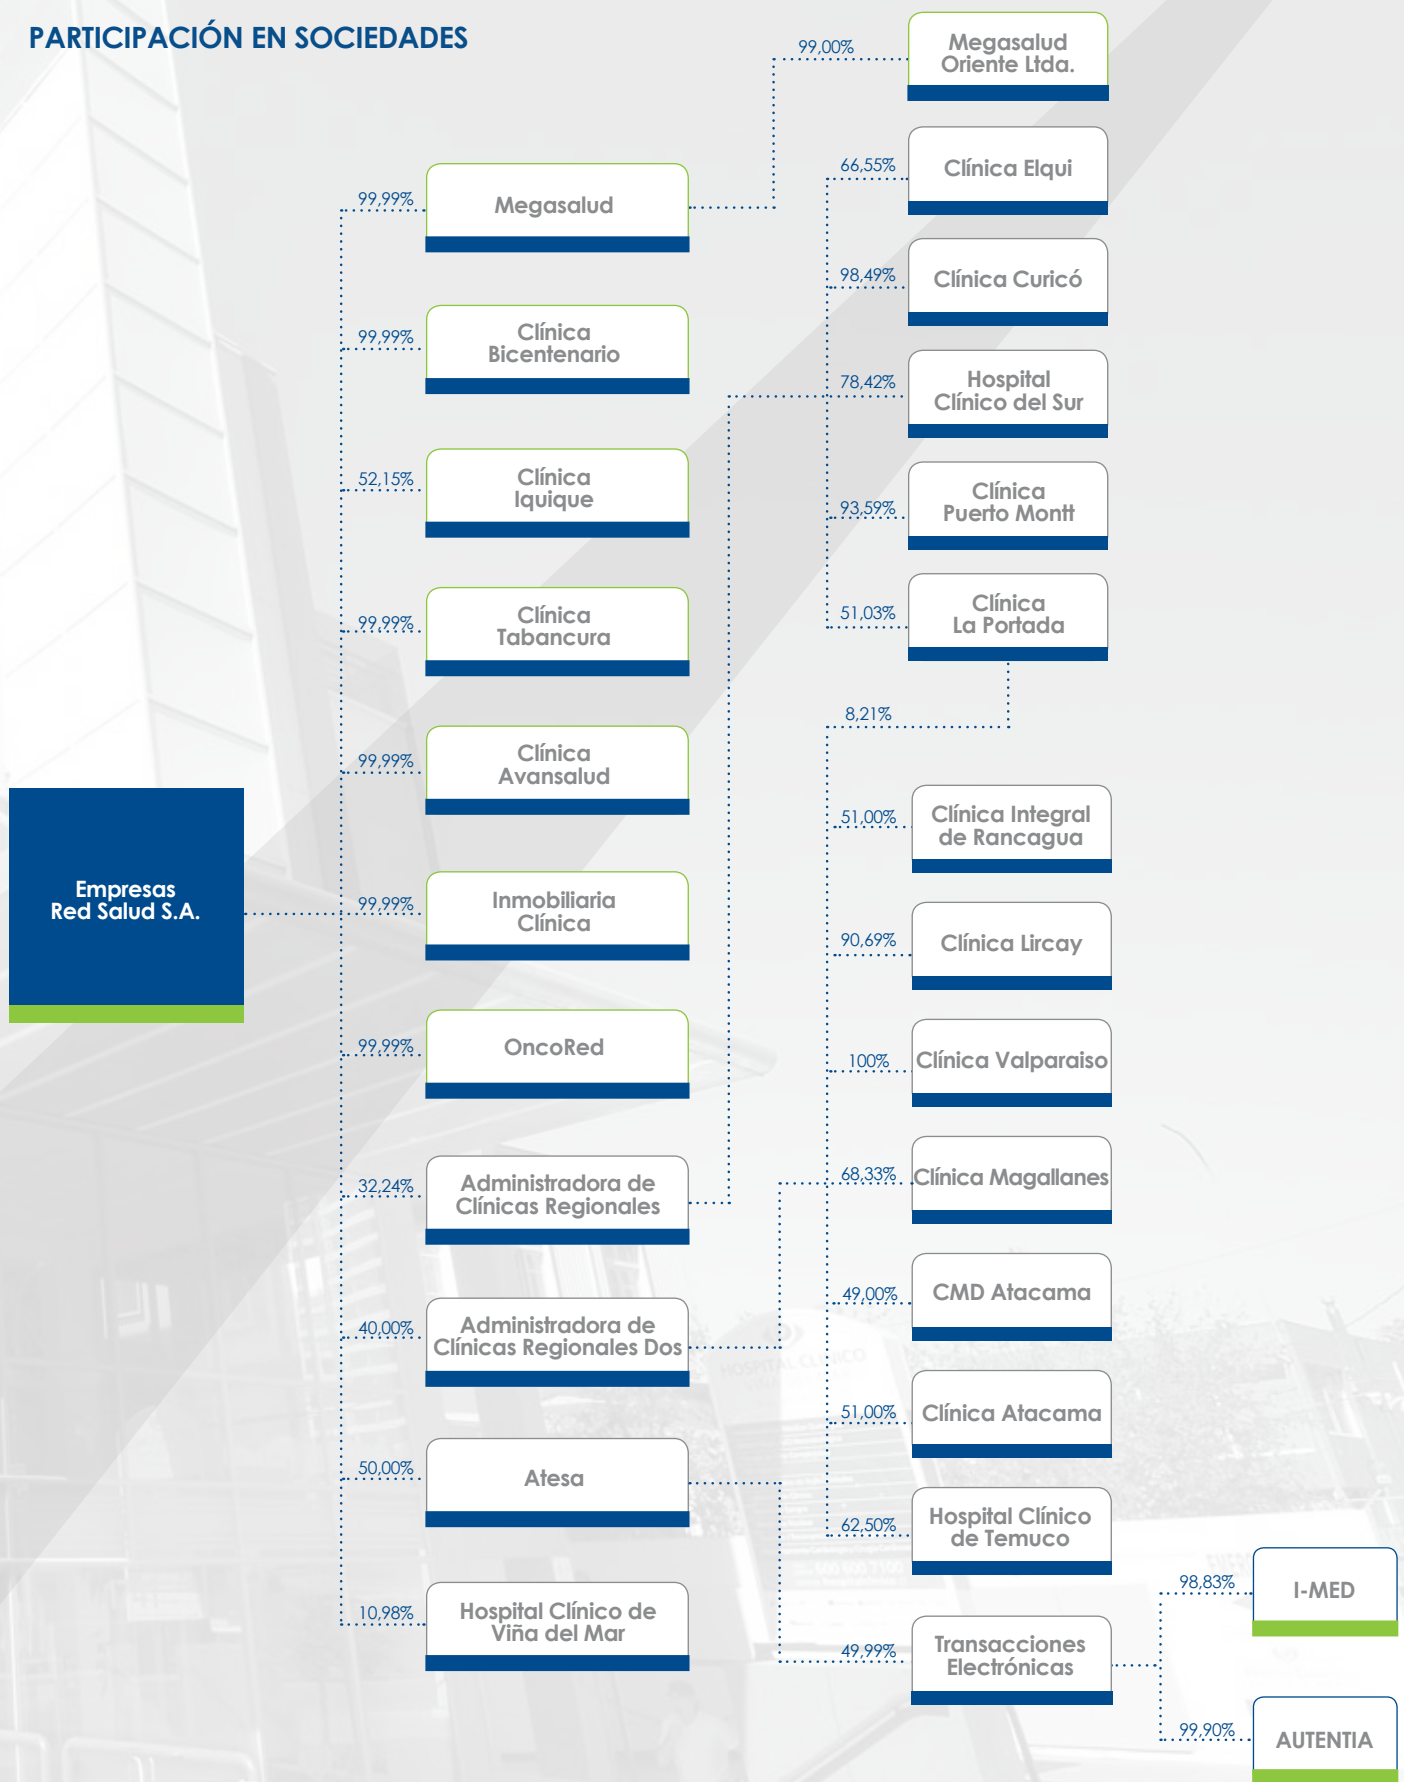 PARTICIPACIÓN EN SOCIEDADES
Empresas
Red Salud S.A.
99,99%
Megasalud
99,99%
Clínica
Bicentenario
52,15%
Clínica
Iquique
99,99%
Clínica
Tabancura
99,99%
Clínica
Avansalud
99,99%
Inmobiliaria
Clínica
99,99%
OncoRed
32,24%
Administradora de
Clínicas Regionales
40,00%
Administradora de
Clínicas Regionales Dos
50,00%
Atesa
10,98%
Hospital Clínico de
Viña del Mar
99,00%
Megasalud
Oriente Ltda.
66,55%
Clínica Elqui
98,49%
Clínica Curicó
78,42%
Hospital
Clínico del Sur
93,59%
Clínica
Puerto Montt
51,03%
Clínica
La Portada
8,21%
51,00%
Clínica Integral
de Rancagua
90,69%
Clínica Lircay
100%
Clínica Valparaiso
68,33%
Clínica Magallanes
49,00%
CMD Atacama
51,00%
Clínica Atacama
62,50%
Hospital Clínico
de Temuco
49,99%
Transacciones
Electrónicas
98,83%
I-MED
99,90%
AUTENTIA
HOSPITAL CLÍNICO